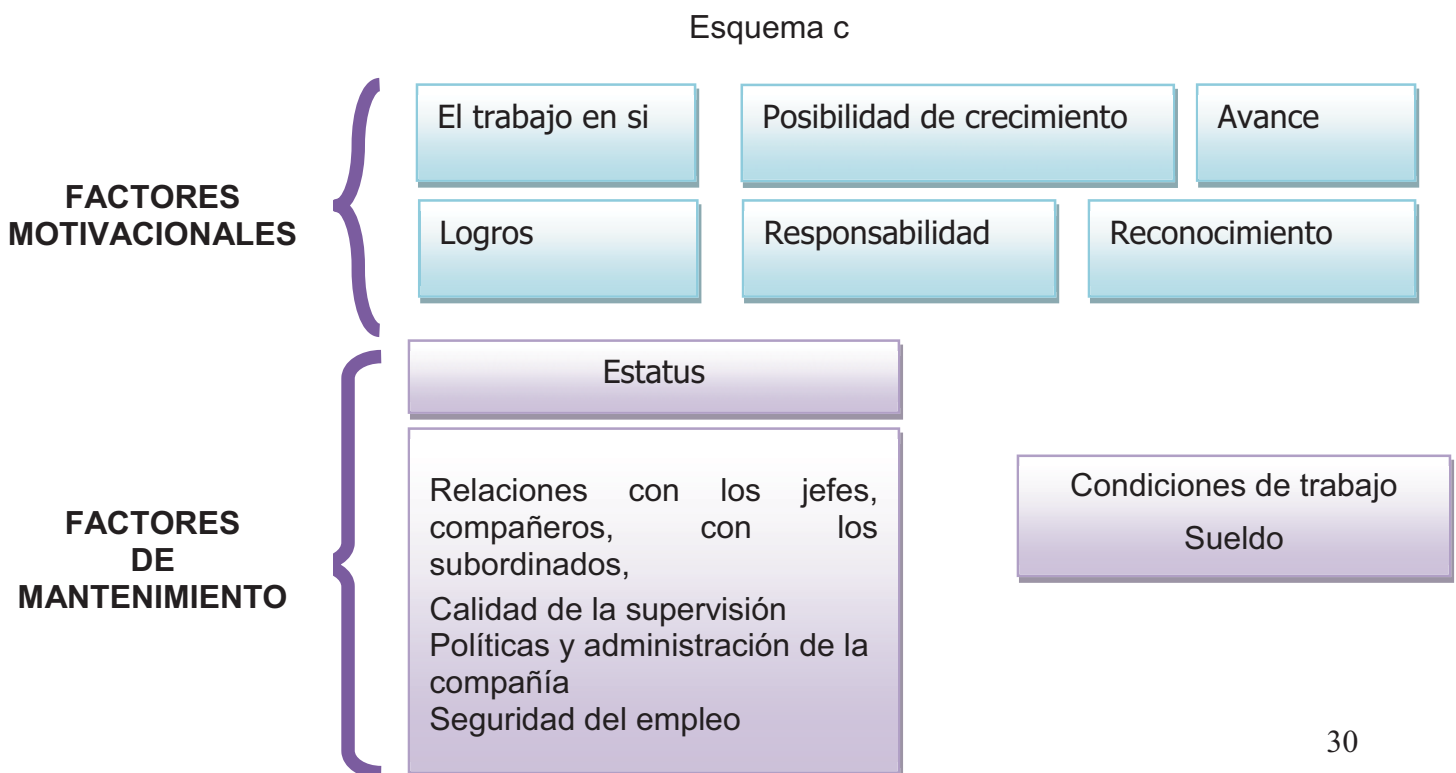 Esquema c
FACTORES
MOTIVACIONALES
El trabajo en si
Posibilidad de crecimiento
Avance
Logros
Responsabilidad
Reconocimiento
FACTORES
DE
MANTENIMIENTO
Estatus
Relaciones con los jefes,
compañeros, con los
subordinados,
Calidad de la supervisión
Políticas y administración de la
compañía
Seguridad del empleo
Condiciones de trabajo
Sueldo
30